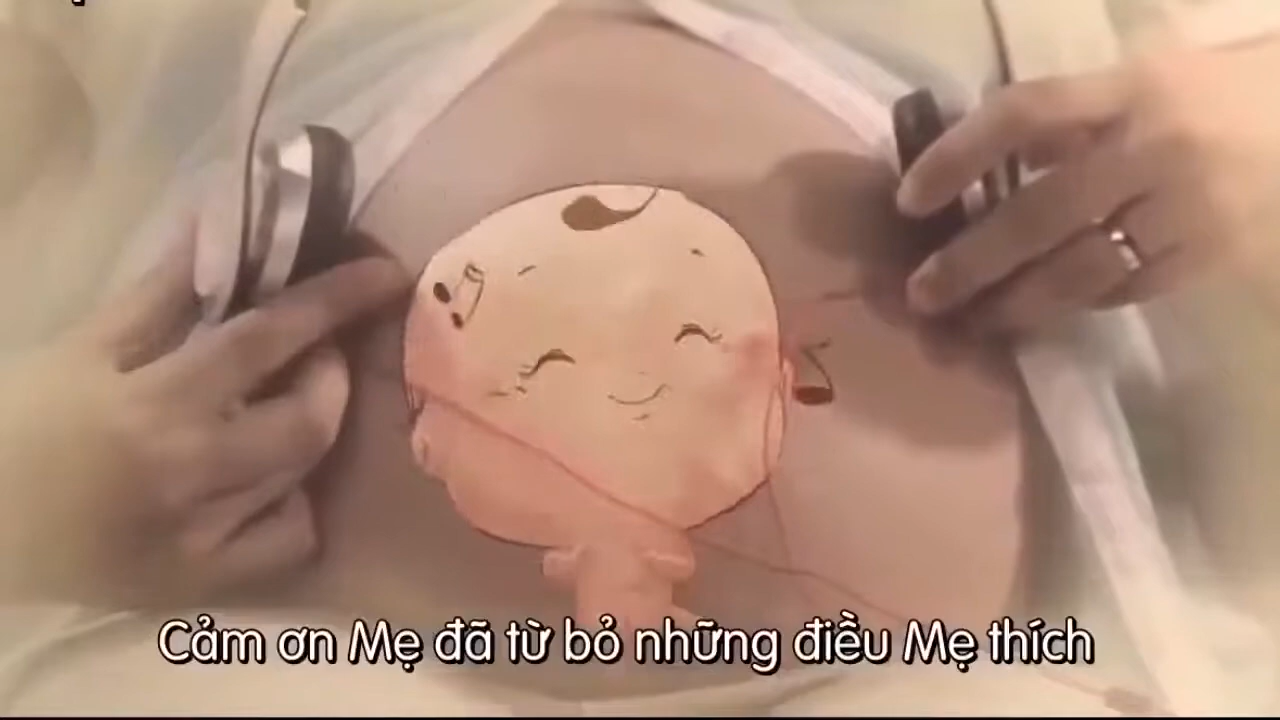 Cảm ơn Mẹ đã từ bỏ những điều Mẹ thích